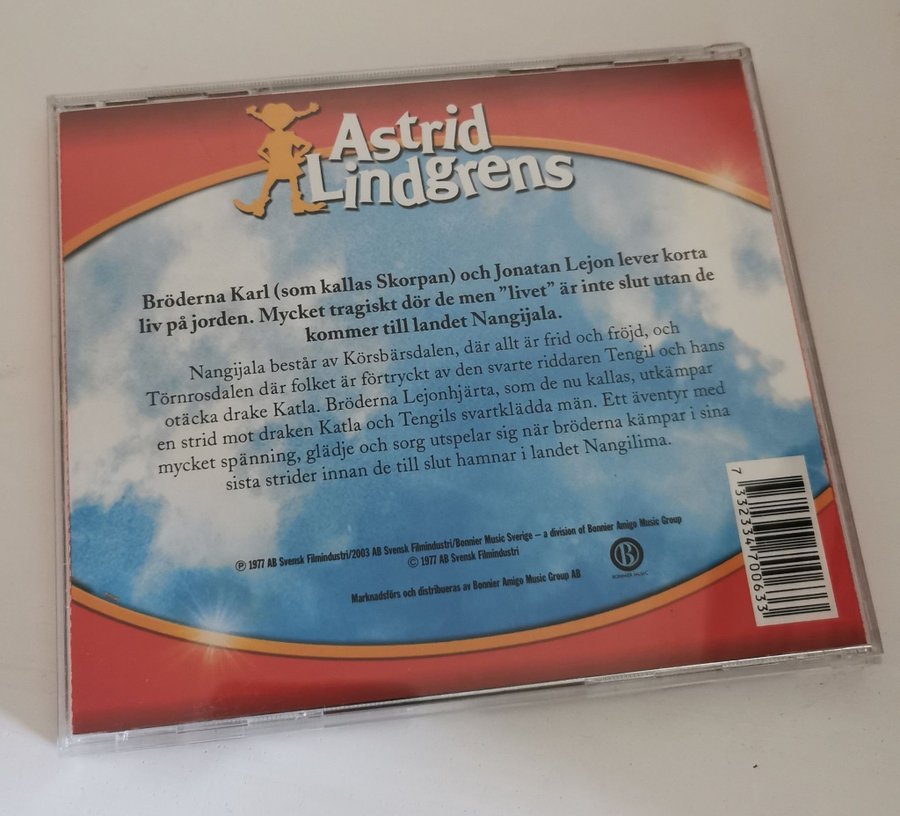 Astrid
Lindgrens
Bröderna Karl (som kallas Skorpan) och Jonatan Lejon lever korta
liv på jorden. Mycket tragiskt dör de men ”livet” är inte slut utan de
kommer till landet Nangijala.
Nangijala består av Körsbärsdalen, där allt är frid och fröjd, och
Törnrosdalen där folket är förtryckt av den svarte riddaren Tengil och hans
otäcka drake Katla. Bröderna Lejonhjärta, som de nu kallas, utkämpar
en strid mot draken Katla och Tengils svartklädda män. Ett äventyr med
mycket spänning, glädje och sorg utspelar sig när bröderna kämpar i sina
sista strider innan de till slut hamnar i landet Nangilima.
℗ 1977 AB Svensk Filmindustri/2003 AB Svensk Filmindustri/Bonnier Music Sverige – a division of Bonnier Amigo Music Group
© 1977 AB Svensk Filmindustri
Marknadsförs och distribueras av Bonnier Amigo Music Group AB
B
BONNIER MUSIC
7 332334 700633